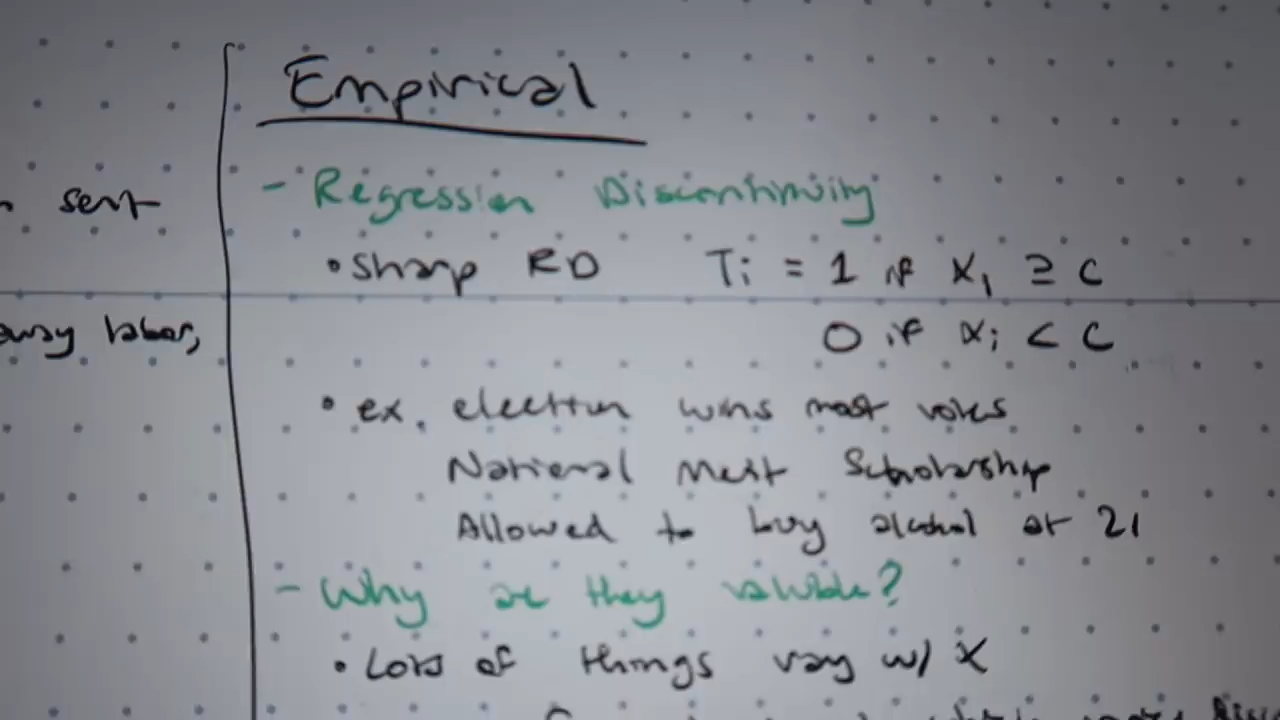 Empirical
- Regression Discontinuity
sent
• Sharp RD Ti = 1 if X1 ≥ C
away labor,
0 if xi < C
• ex. election wins most votes
National Merit Scholarship
Allowed to buy alcohol at 21
- Why are they valuable?
• Lots of things vary w/ X